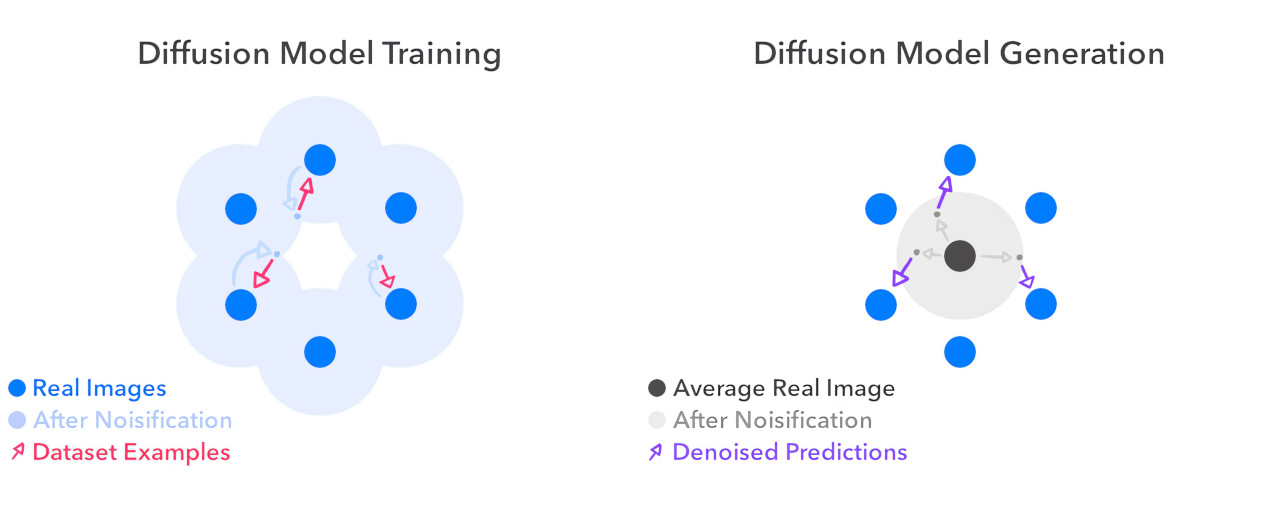 Diffusion Model Training
Real Images
After Noisification
Dataset Examples
Diffusion Model Generation
Average Real Image
After Noisification
Denoised Predictions